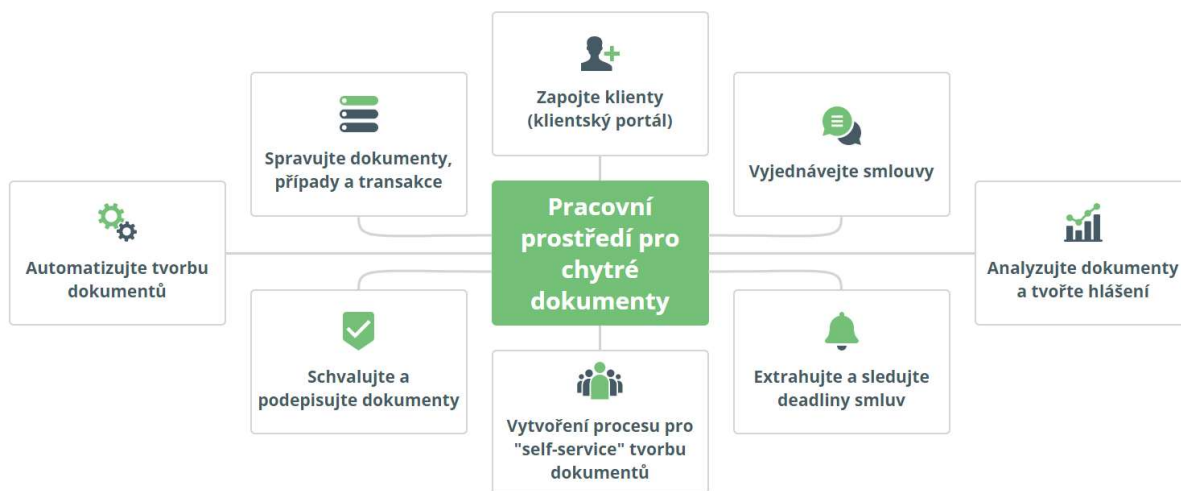 Zapojte klienty
(klientský portál)
Spravujte dokumenty,
případy a transakce
Vyjednávejte smlouvy
Automatizujte tvorbu
dokumentů
Pracovní
prostředí pro
chytré
dokumenty
Analyzujte dokumenty
a tvořte hlášení
Schvalujte a
podepisujte dokumenty
Extrahujte a sledujte
deadliny smluv
Vytvoření procesu pro
"self-service" tvorbu
dokumentů